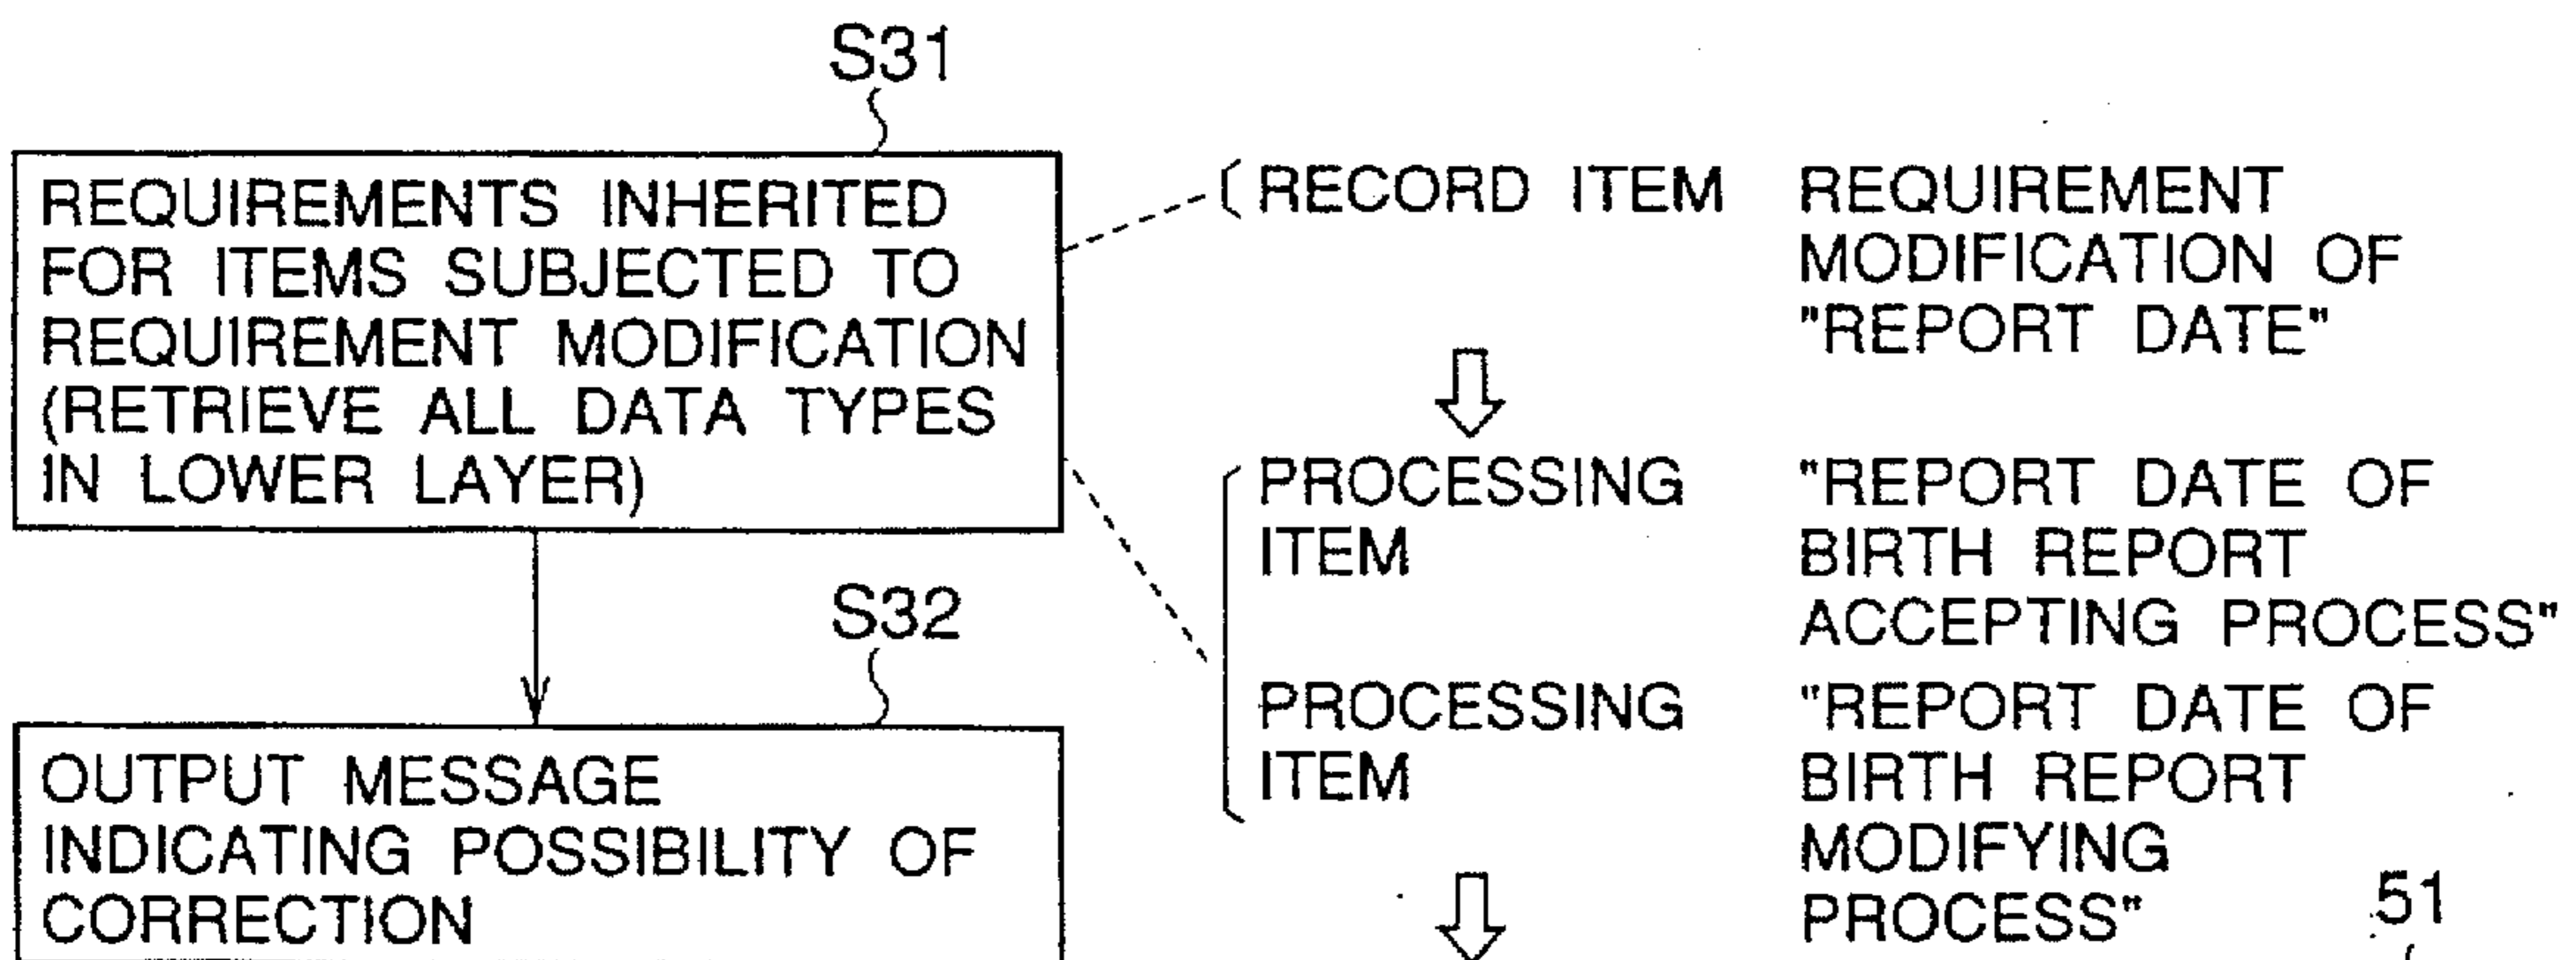 S31
REQUIREMENTS INHERITED
FOR ITEMS SUBJECTED TO
REQUIREMENT MODIFICATION
(RETRIEVE ALL DATA TYPES
IN LOWER LAYER)
S32
OUTPUT MESSAGE
INDICATING POSSIBILITY OF
CORRECTION
RECORD ITEM
REQUIREMENT
MODIFICATION OF
"REPORT DATE"
PROCESSING
ITEM
"REPORT DATE OF
BIRTH REPORT
ACCEPTING PROCESS"
PROCESSING
ITEM
"REPORT DATE OF
BIRTH REPORT
MODIFYING
PROCESS"
51